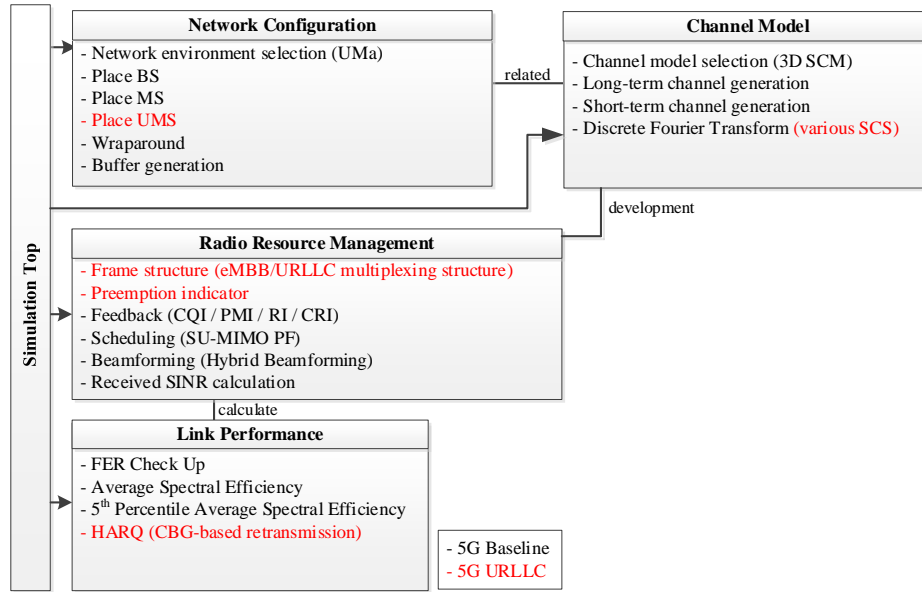 Simulation Top
Network Configuration
- Network environment selection (UMa)
- Place BS
- Place MS
- Place UMS
- Wraparound
- Buffer generation
related
Channel Model
- Channel model selection (3D SCM)
- Long-term channel generation
- Short-term channel generation
- Discrete Fourier Transform (various SCS)
development
Radio Resource Management
- Frame structure (eMBB/URLLC multiplexing structure)
- Preemption indicator
- Feedback (CQI / PMI / RI / CRI)
- Scheduling (SU-MIMO PF)
- Beamforming (Hybrid Beamforming)
- Received SINR calculation
calculate
Link Performance
- FER Check Up
- Average Spectral Efficiency
- 5th Percentile Average Spectral Efficiency
- HARQ (CBG-based retransmission)
- 5G Baseline
- 5G URLLC